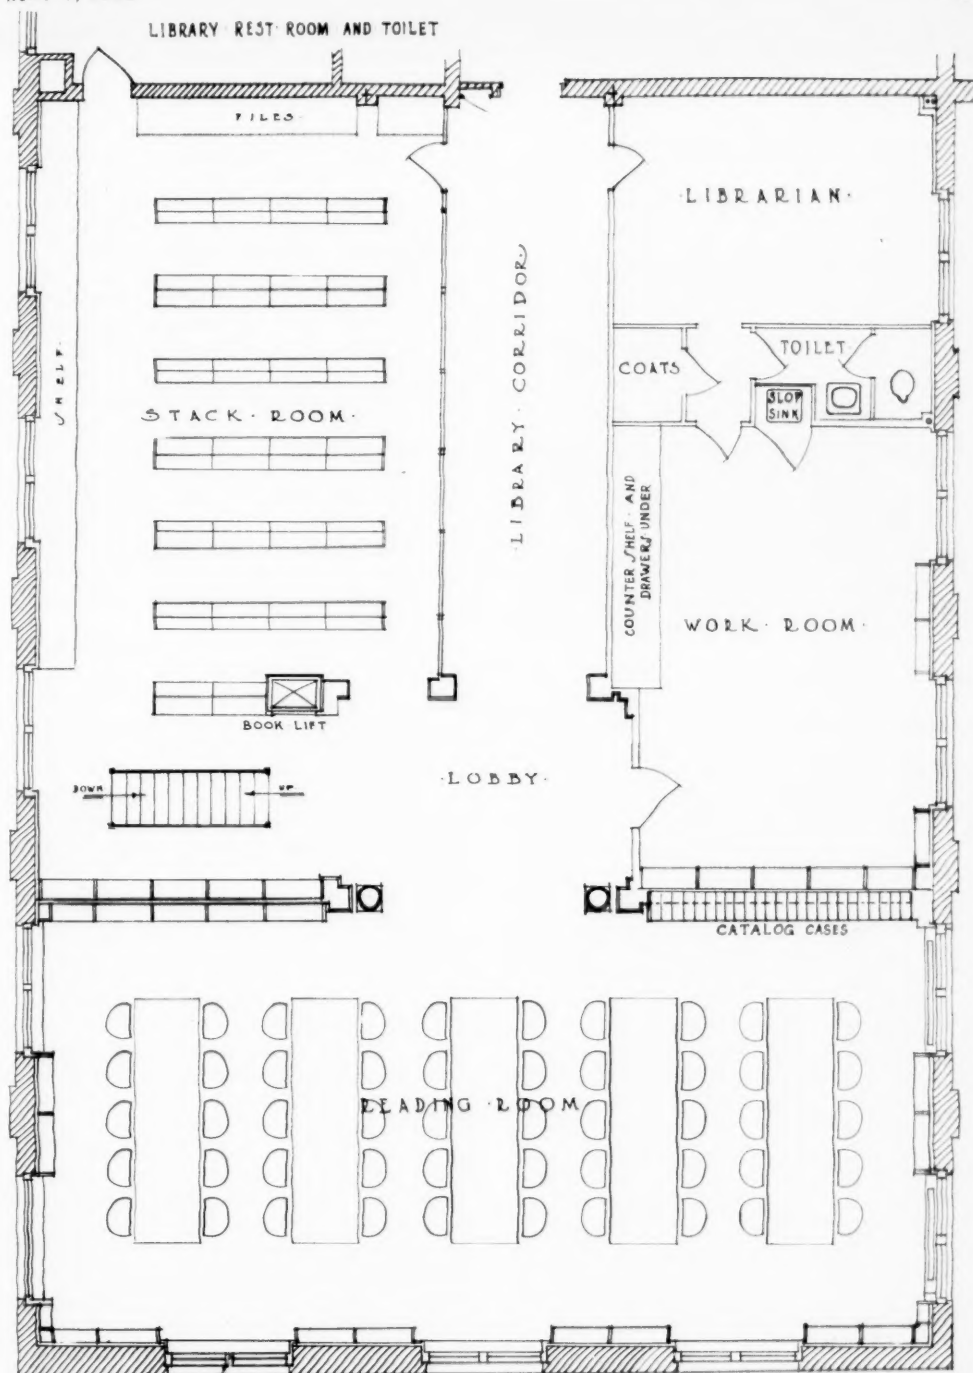 LIBRARY REST ROOM AND TOILET
FILES
·LIBRARIAN·
·LIBRARY·CORRIDOR·
SHELF
TOILET
COATS
SLOP
SINK
STACK·ROOM·
COUNTER SHELF AND
DRAWERS UNDER
WORK·ROOM·
BOOK LIFT
·LOBBY·
DOWN
UP
CATALOG CASES
READING·ROOM